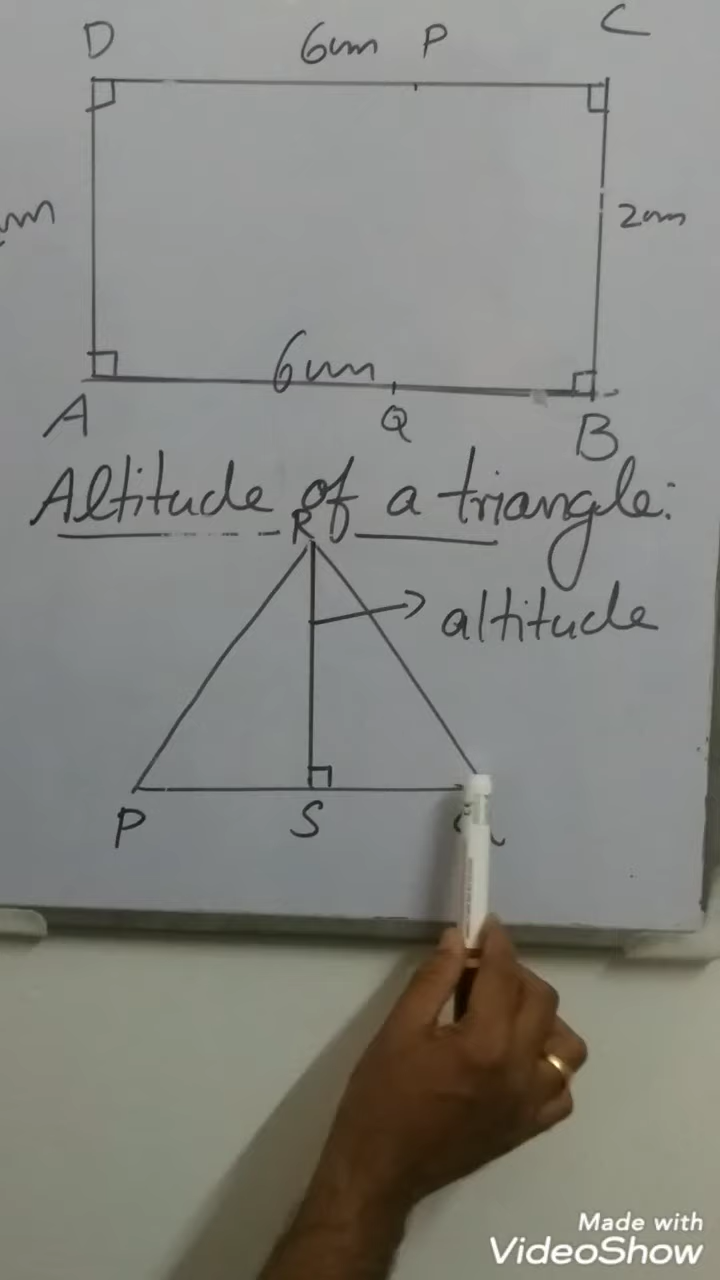 D 6cm P C
2cm
6cm
A Q B
Altitude of a triangle:
R
altitude
P S
Made with
VideoShow